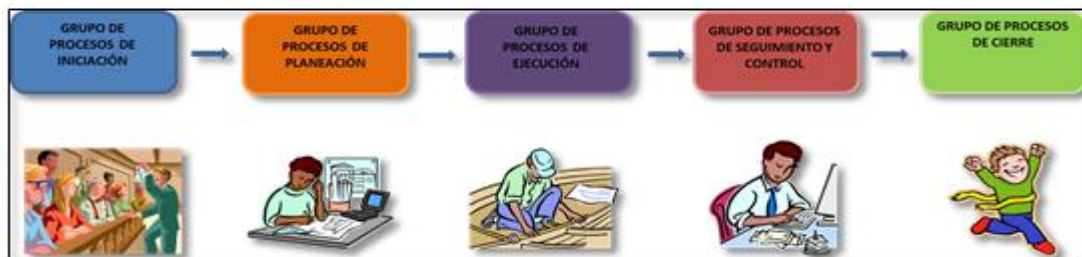 GRUPO DE
PROCESOS DE
INICIACIÓN
GRUPO DE
PROCESOS DE
PLANEACIÓN
GRUPO DE
PROCESOS DE
EJECUCIÓN
GRUPO DE PROCESOS
DE SEGUIMIENTO Y
CONTROL
GRUPO DE PROCESOS
DE CIERRE